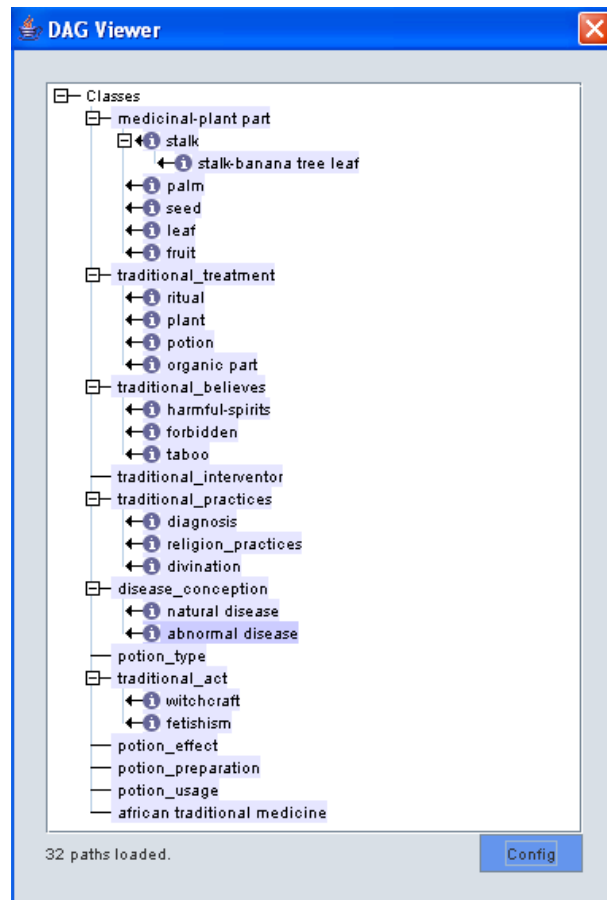 DAG Viewer
Classes
medicinal-plant part
stalk
stalk-banana tree leaf
palm
seed
leaf
fruit
traditional_treatment
ritual
plant
potion
organic part
traditional_believes
harmful-spirits
forbidden
taboo
traditional_interventor
traditional_practices
diagnosis
religion_practices
divination
disease_conception
natural disease
abnormal disease
potion_type
traditional_act
witchcraft
fetishism
potion_effect
potion_preparation
potion_usage
african traditional medicine
32 paths loaded.
Config